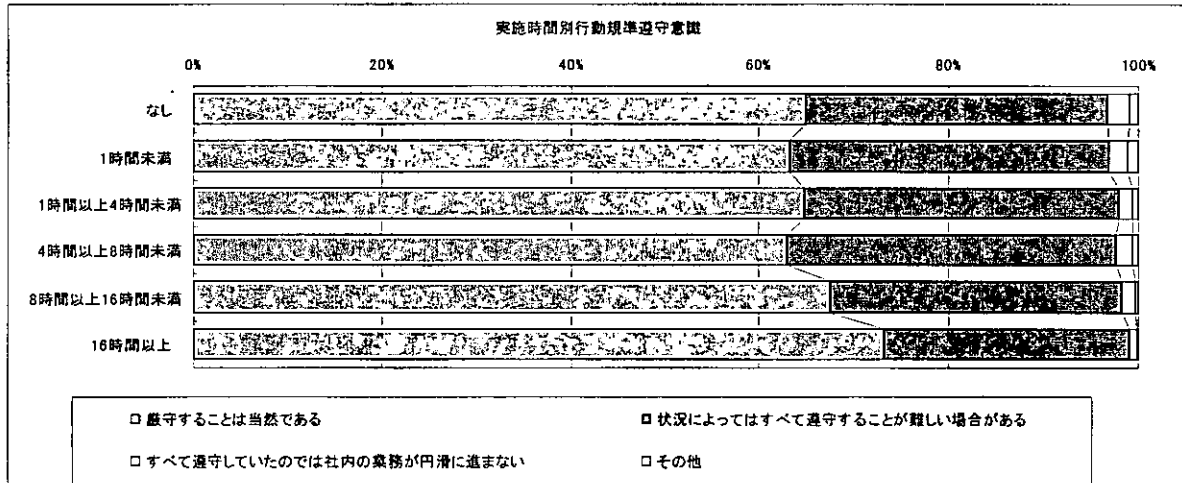 実施時間別行動規準遵守意識
0% 20% 40% 60% 80% 100%
なし
1時間未満
1時間以上4時間未満
4時間以上8時間未満
8時間以上16時間未満
16時間以上
□ 厳守することは当然である □ 状況によってはすべて遵守することが難しい場合がある
□ すべて遵守していたのでは社内の業務が円滑に進まない □ その他